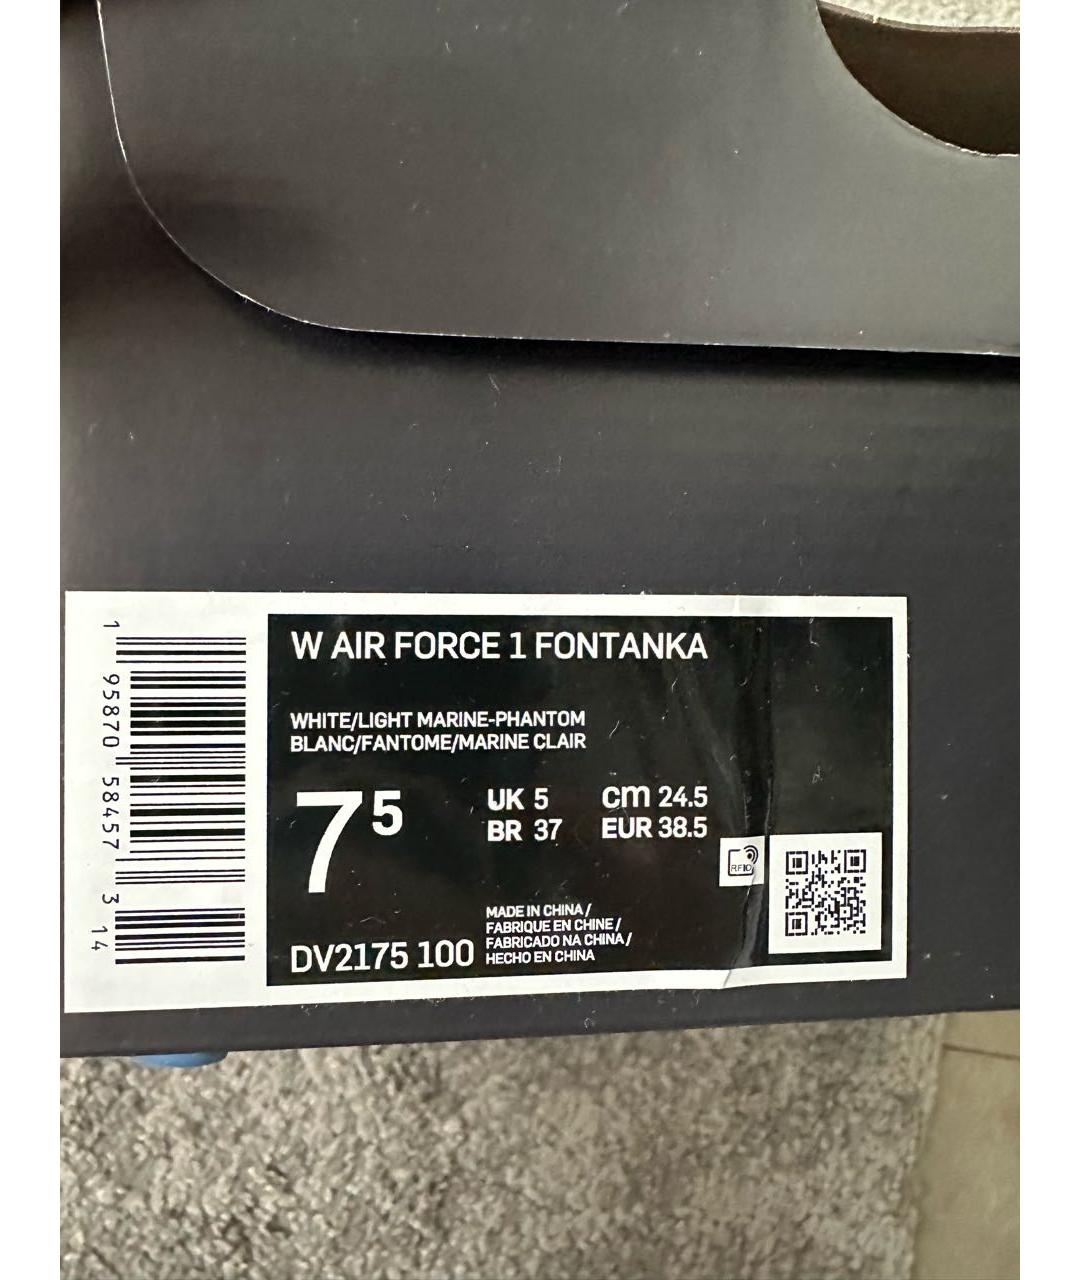 W AIR FORCE 1 FONTANKA
WHITE/LIGHT MARINE-PHANTOM
BLANC/FANTOME/MARINE CLAIR
7 5
UK 5
BR 37
cm 24.5
EUR 38.5
RFID
MADE IN CHINA/
FABRIQUE EN CHINE/
FABRICADO NA CHINA/
HECHO EN CHINA
DV2175 100
1 95870 58457 3 14